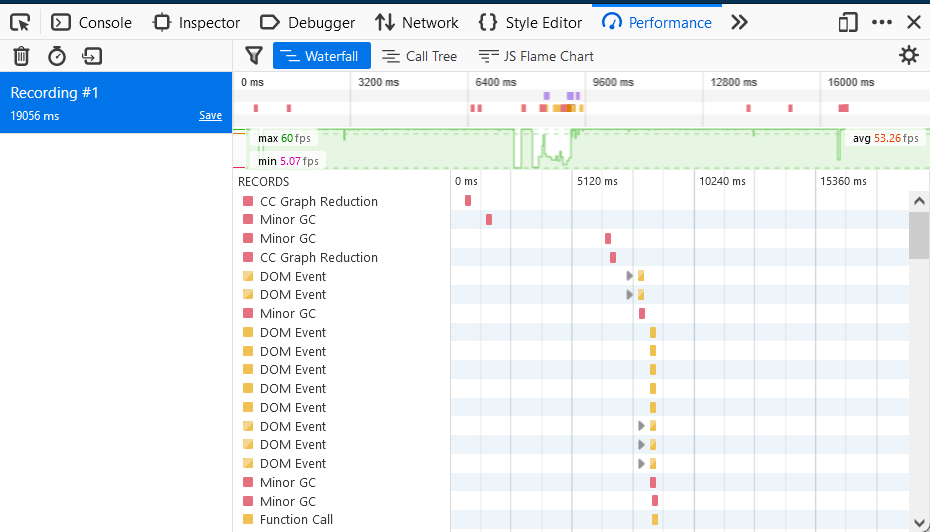 Console Inspector Debugger Network Style Editor Performance
Waterfall Call Tree JS Flame Chart
Recording #1
19056 ms Save
0 ms 3200 ms 6400 ms 9600 ms 12800 ms 16000 ms
max 60 fps avg 53.26 fps
min 5.07 fps
RECORDS 0 ms 5120 ms 10240 ms 15360 ms
CC Graph Reduction
Minor GC
Minor GC
CC Graph Reduction
DOM Event
DOM Event
Minor GC
DOM Event
DOM Event
DOM Event
DOM Event
DOM Event
DOM Event
DOM Event
DOM Event
Minor GC
Minor GC
Function Call